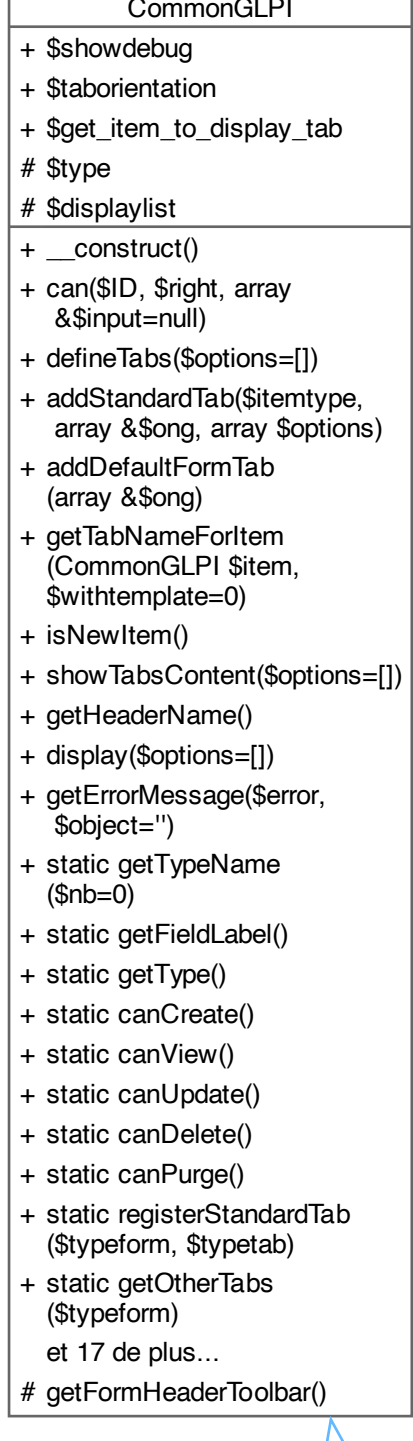 CommonGLPI
+ $showdebug
+ $taborientation
+ $get_item_to_display_tab
# $type
# $displaylist
+ __construct()
+ can($ID, $right, array
&$input=null)
+ defineTabs($options=[])
+ addStandardTab($itemtype,
array &$ong, array $options)
+ addDefaultFormTab
(array &$ong)
+ getTabNameForItem
(CommonGLPI $item,
$withtemplate=0)
+ isNewItem()
+ showTabsContent($options=[])
+ getHeaderName()
+ display($options=[])
+ getErrorMessage($error,
$object='')
+ static getTypeName
($nb=0)
+ static getFieldLabel()
+ static getType()
+ static canCreate()
+ static canView()
+ static canUpdate()
+ static canDelete()
+ static canPurge()
+ static registerStandardTab
($typeform, $typetab)
+ static getOtherTabs
($typeform)
et 17 de plus...
# getFormHeaderToolbar()